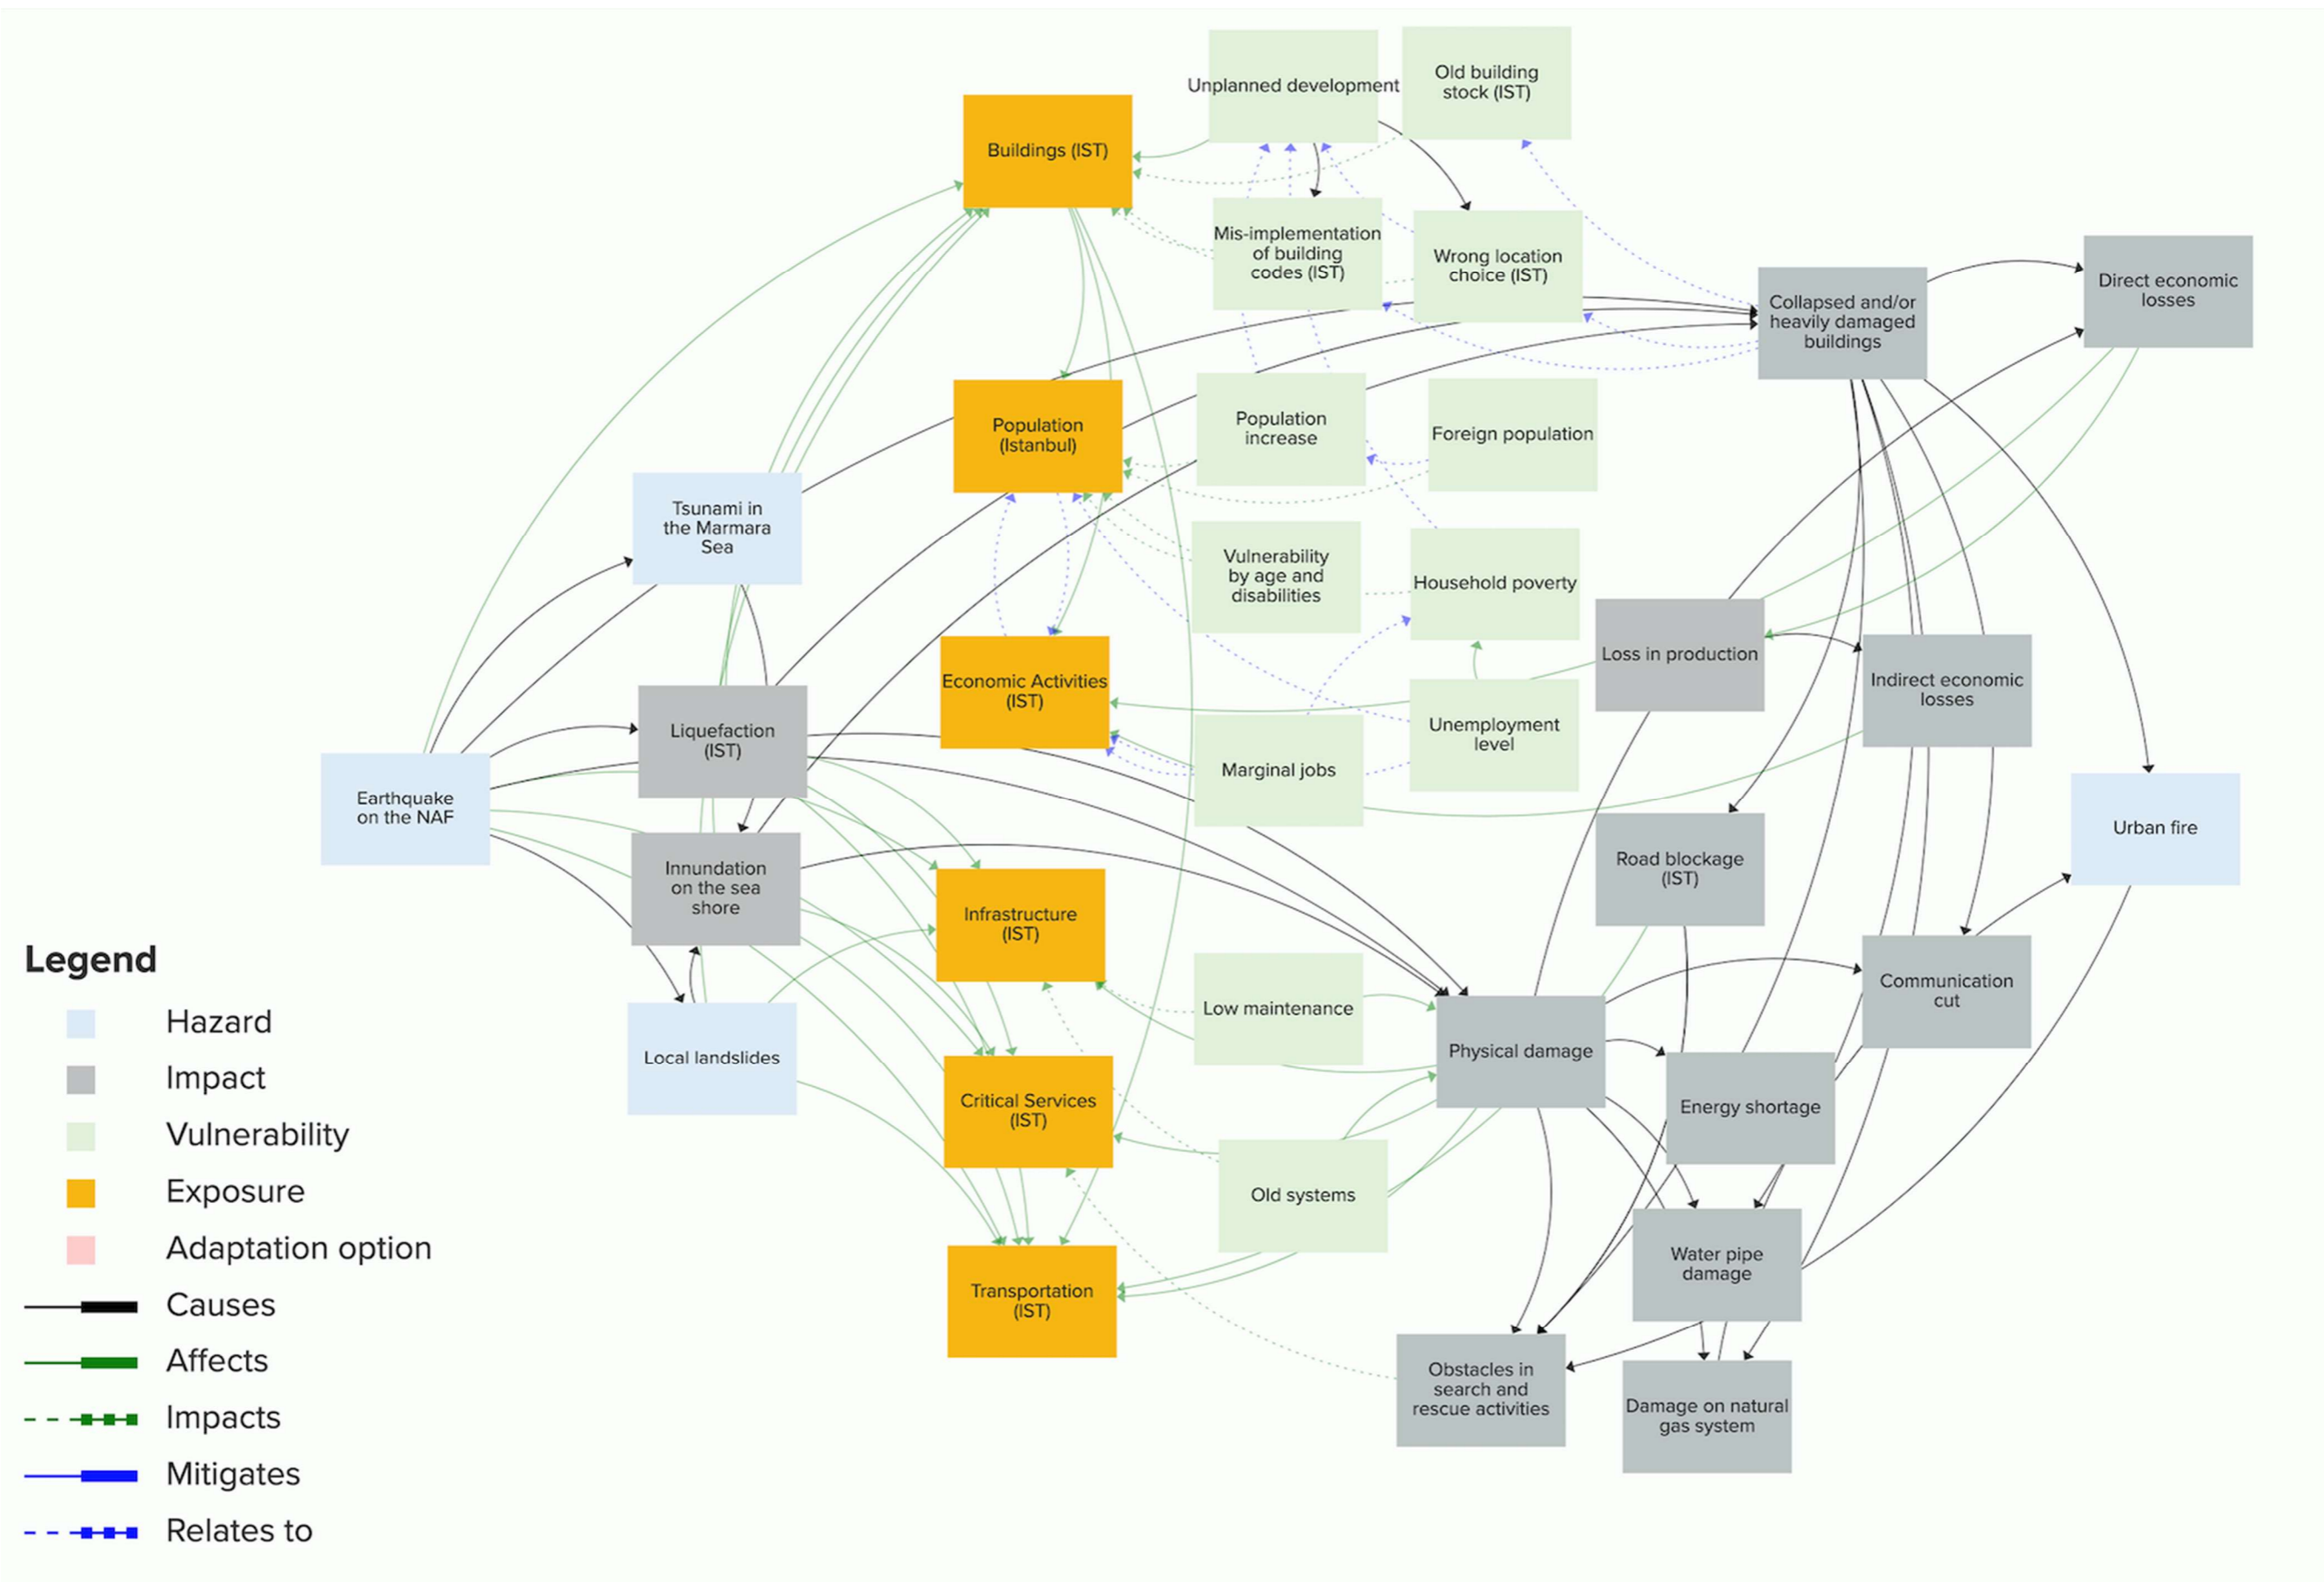 Unplanned development
Old building
stock (IST)
Buildings (IST)
Mis-implementation
of building
codes (IST)
Wrong location
choice (IST)
Collapsed and/or
heavily damaged
buildings
Direct economic
losses
Population
(Istanbul)
Population
increase
Foreign population
Tsunami in
the Marmara
Sea
Vulnerability
by age and
disabilities
Household poverty
Loss in production
Indirect economic
losses
Economic Activities
(IST)
Liquefaction
(IST)
Unemployment
level
Marginal jobs
Earthquake
on the NAF
Urban fire
Road blockage
(IST)
Innundation
on the sea
shore
Infrastructure
(IST)
Communication
cut
Low maintenance
Physical damage
Local landslides
Critical Services
(IST)
Energy shortage
Old systems
Water pipe
damage
Transportation
(IST)
Obstacles in
search and
rescue activities
Damage on natural
gas system
Legend
Hazard
Impact
Vulnerability
Exposure
Adaptation option
Causes
Affects
Impacts
Mitigates
Relates to